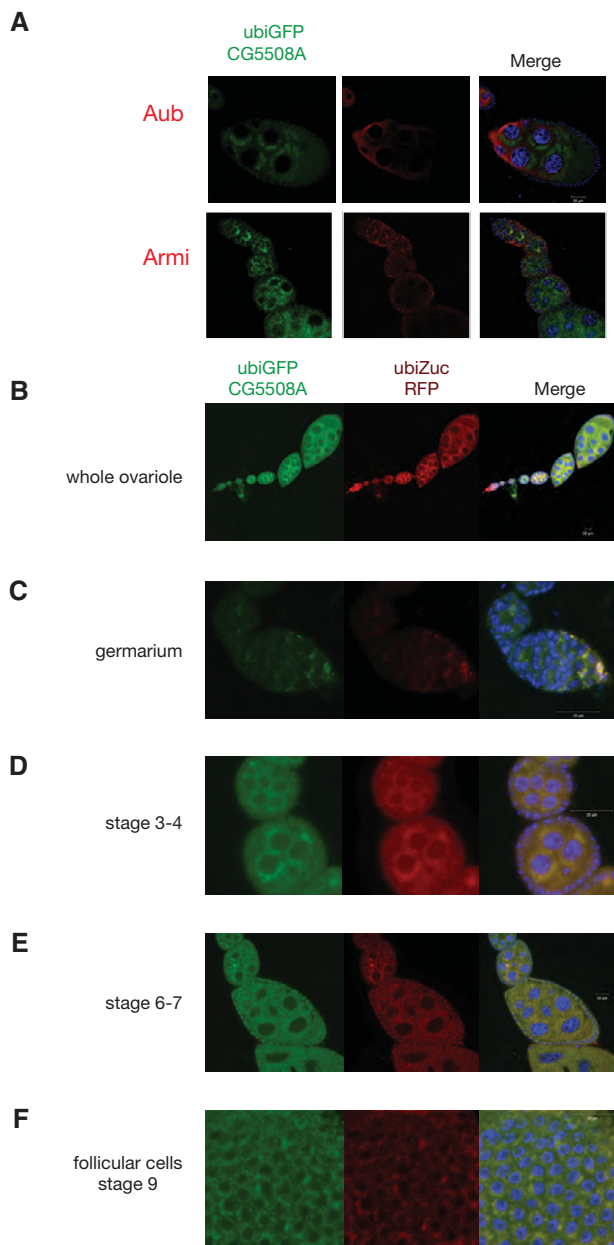 A
ubiGFP
CG5508A
Merge
Aub
Armi
B
ubiGFP
CG5508A
ubiZuc
RFP
Merge
whole ovariole
C
germarium
D
stage 3-4
E
stage 6-7
F
follicular cells
stage 9